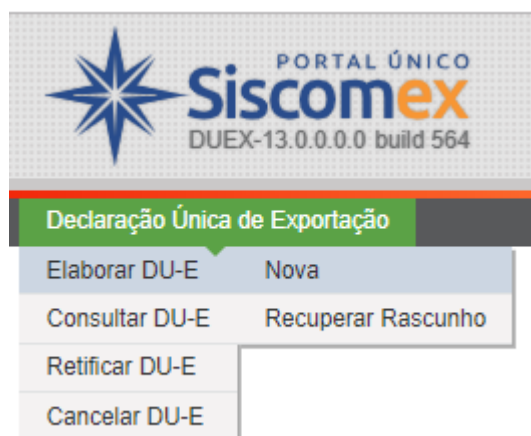 PORTAL ÚNICO
Siscomex
DUEX-13.0.0.0.0 build 564
Declaração Única de Exportação
Elaborar DU-E Nova
Consultar DU-E Recuperar Rascunho
Retificar DU-E
Cancelar DU-E